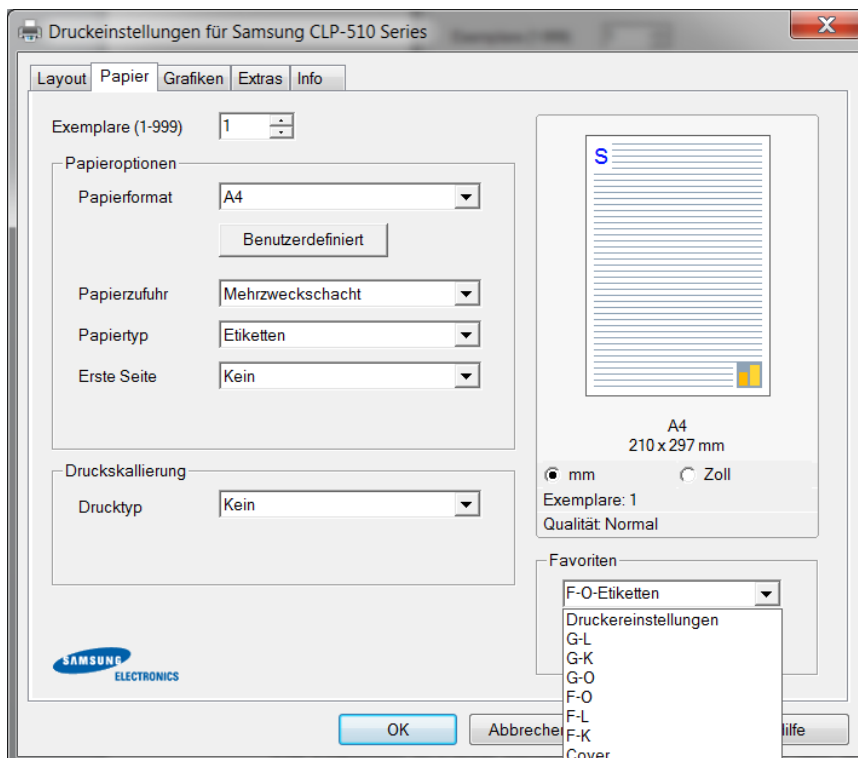 Druckeinstellungen für Samsung CLP-510 Series
Layout Papier Grafiken Extras Info
Exemplare (1-999) 1
Papieroptionen
Papierformat A4
Benutzerdefiniert
Papierzufuhr Mehrzweckschacht
Papiertyp Etiketten
Erste Seite Kein
Druckskallierung
Drucktyp Kein
SAMSUNG
ELECTRONICS
S
A4
210 x 297 mm
mm Zoll
Exemplare: 1
Qualität: Normal
Favoriten
F-O-Etiketten
Druckereinstellungen
G-L
G-K
G-O
F-O
F-L
F-K
Cover
OK Abbreche ilfe